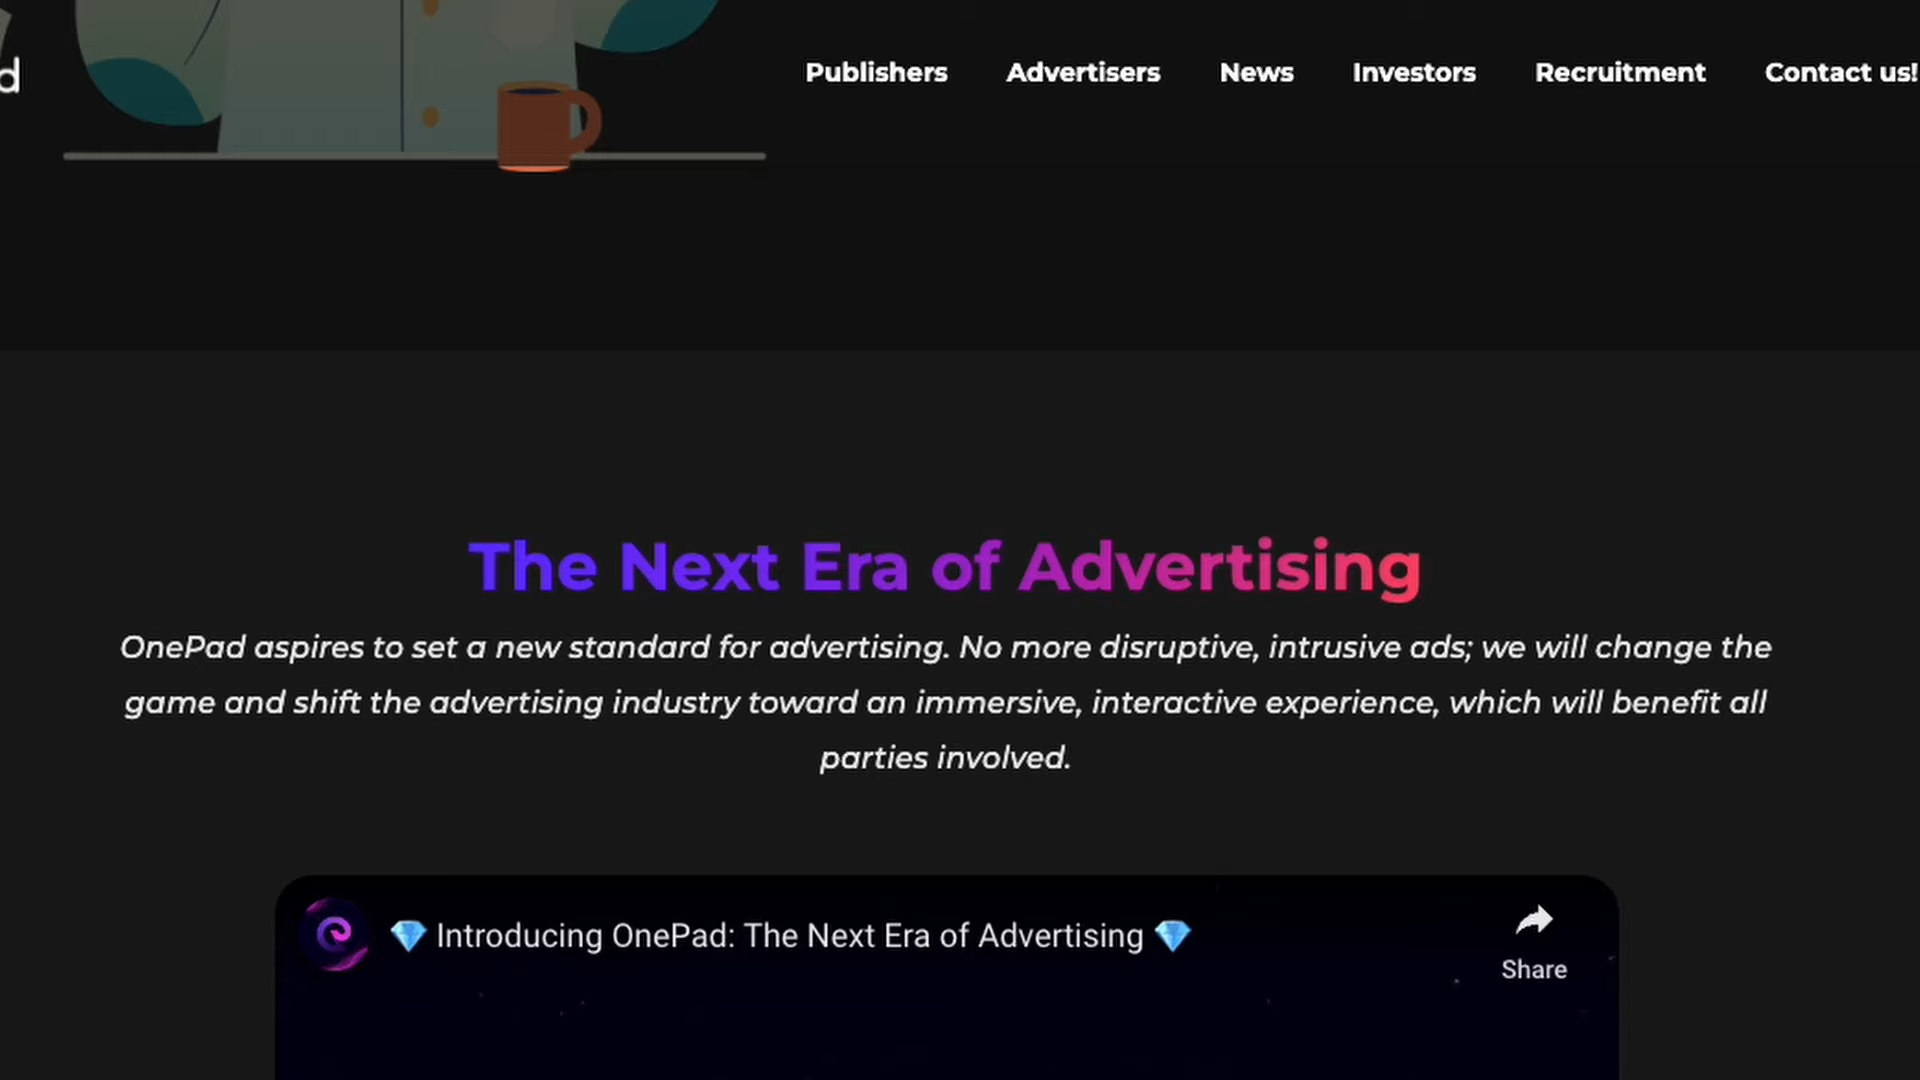 d
Publishers
Advertisers
News
Investors
Recruitment
Contact us!
The Next Era of Advertising
OnePad aspires to set a new standard for advertising. No more disruptive, intrusive ads; we will change the
game and shift the advertising industry toward an immersive, interactive experience, which will benefit all
parties involved.
💎 Introducing OnePad: The Next Era of Advertising 💎
Share